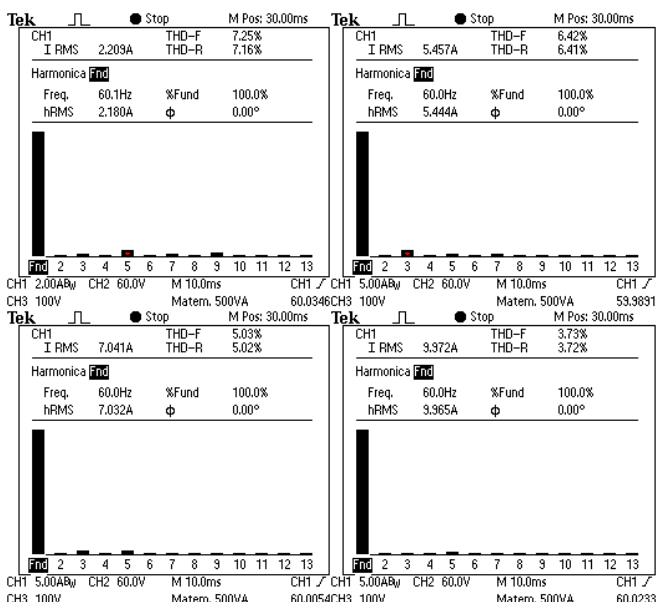 Tek Stop M Pos: 30.00ms
CH1 THD-F 7.25%
I RMS 2.209A THD-R 7.16%
Harmonica Fnd
Freq. 60.1Hz %Fund 100.0%
hRMS 2.180A ϕ 0.00°
Fnd 2 3 4 5 6 7 8 9 10 11 12 13
CH1 2.00ABW CH2 60.0V M 10.0ms CH1
CH3 100V Matem. 500VA 60.0346
Tek Stop M Pos: 30.00ms
CH1 THD-F 6.42%
I RMS 5.457A THD-R 6.41%
Harmonica Fnd
Freq. 60.0Hz %Fund 100.0%
hRMS 5.444A ϕ 0.00°
Fnd 2 3 4 5 6 7 8 9 10 11 12 13
CH1 5.00ABW CH2 60.0V M 10.0ms CH1
CH3 100V Matem. 500VA 59.9891
Tek Stop M Pos: 30.00ms
CH1 THD-F 5.03%
I RMS 7.041A THD-R 5.02%
Harmonica Fnd
Freq. 60.0Hz %Fund 100.0%
hRMS 7.032A ϕ 0.00°
Fnd 2 3 4 5 6 7 8 9 10 11 12 13
CH1 5.00ABW CH2 60.0V M 10.0ms CH1
CH3 100V Matem. 500VA 60.0054
Tek Stop M Pos: 30.00ms
CH1 THD-F 3.73%
I RMS 9.972A THD-R 3.72%
Harmonica Fnd
Freq. 60.0Hz %Fund 100.0%
hRMS 9.965A ϕ 0.00°
Fnd 2 3 4 5 6 7 8 9 10 11 12 13
CH1 5.00ABW CH2 60.0V M 10.0ms CH1
CH3 100V Matem. 500VA 60.0233